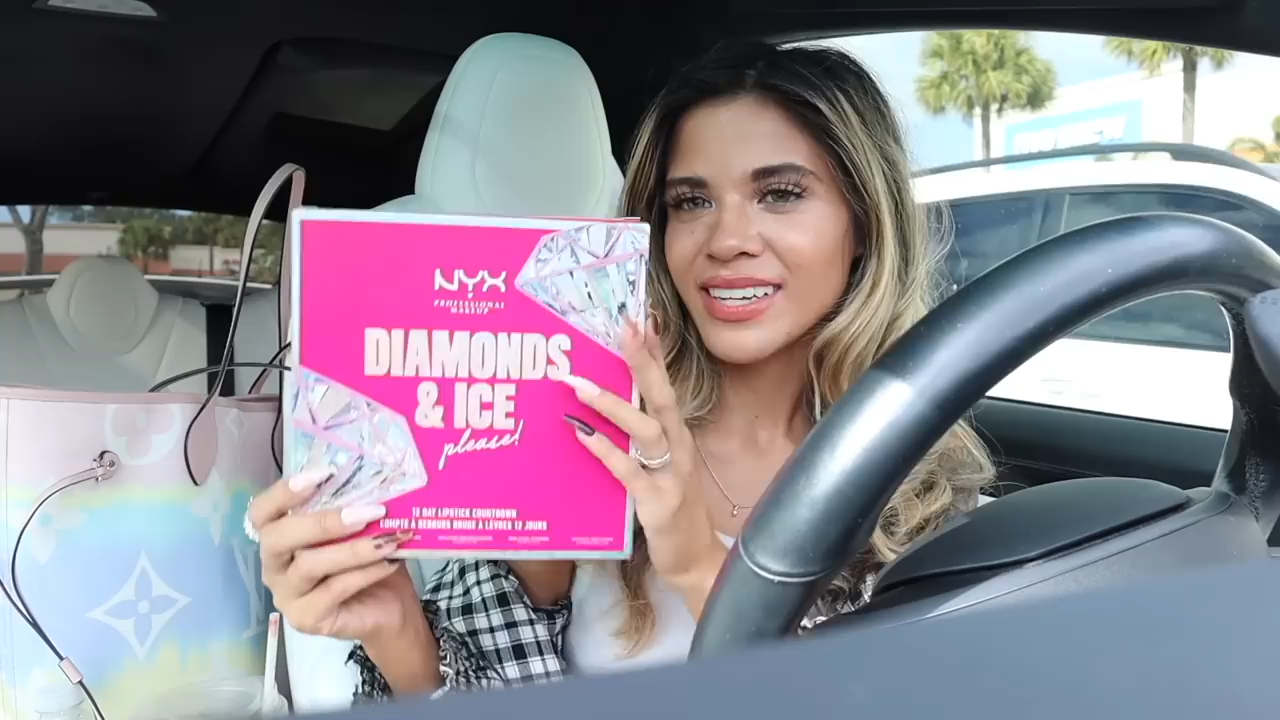 NYX
PROFESSIONAL
MAKEUP
DIAMONDS
& ICE
please!
12 DAY LIPSTICK COUNTDOWN
COMPTE À REBOURS ROUGE À LÈVRES 12 JOURS